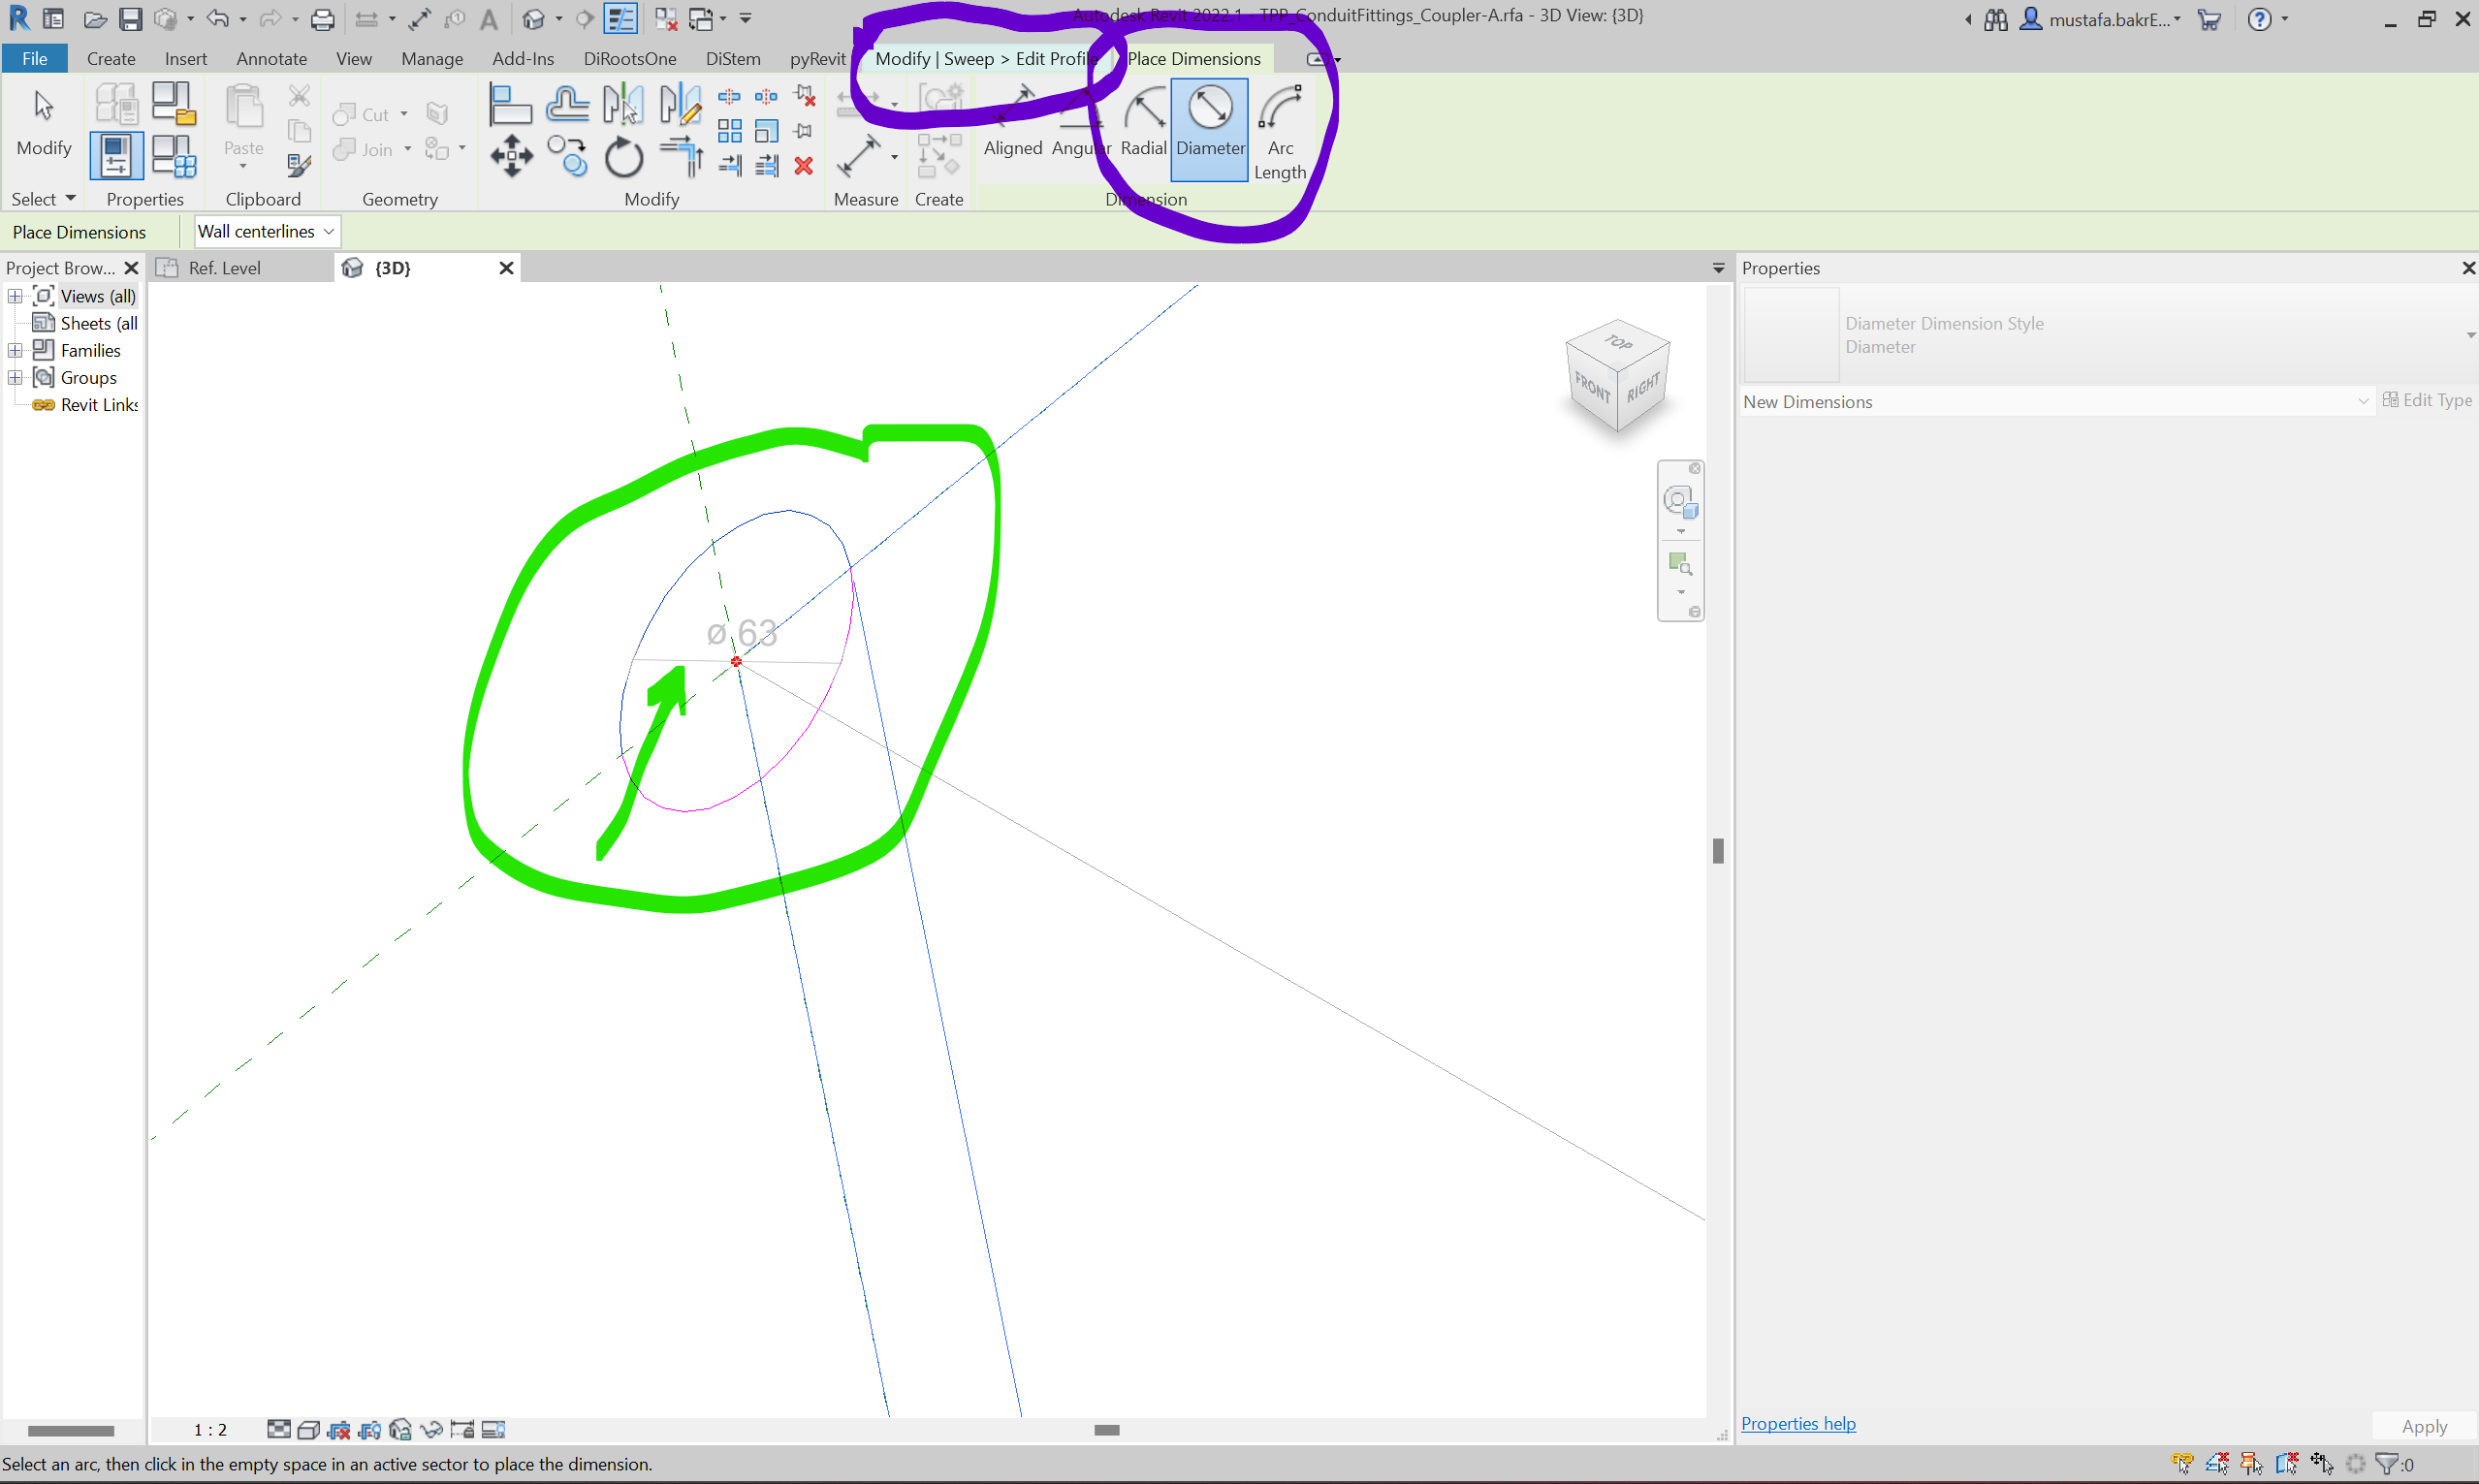 Autodesk Revit 2022.1 - TPP_ConduitFittings_Coupler-A.rfa - 3D View: {3D}
mustafa.bakrE...
File Create Insert Annotate View Manage Add-Ins DiRootsOne DiStem pyRevit Modify | Sweep > Edit Profile Place Dimensions
Modify
Paste
Cut
Join
Aligned Angular Radial Diameter Arc Length
Select Properties Clipboard Geometry Modify Measure Create Dimension
Place Dimensions Wall centerlines
Project Brow...
Ref. Level
{3D}
Properties
Views (all)
Sheets (all
Families
Groups
Revit Links
TOP
FRONT
RIGHT
Diameter Dimension Style
Diameter
New Dimensions
Edit Type
ø 63
1 : 2
Properties help
Apply
Select an arc, then click in the empty space in an active sector to place the dimension.
:0